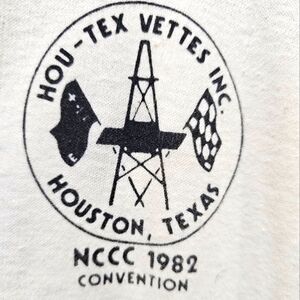 HOU-TEX VETTES INC.
HOUSTON, TEXAS
NCCC 1982
CONVENTION